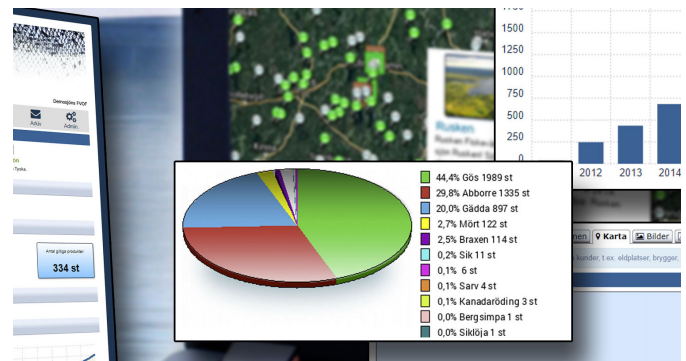 Demosjöns FVOF
Arkiv
Admin
Antal giltiga produkter:
334 st
Rusken
1750
1500
1250
1000
750
500
250
0
2012
2013
2014
44,4% Gös 1989 st
29,8% Abborre 1335 st
20,0% Gädda 897 st
2,7% Mört 122 st
2,5% Braxen 114 st
0,2% Sik 11 st
0,1% 6 st
0,1% Sarv 4 st
0,1% Kanadaröding 3 st
0,0% Bergsimpa 1 st
0,0% Siklöja 1 st
Karta
Bilder
kunder, t.ex. eldplatser, brygger,